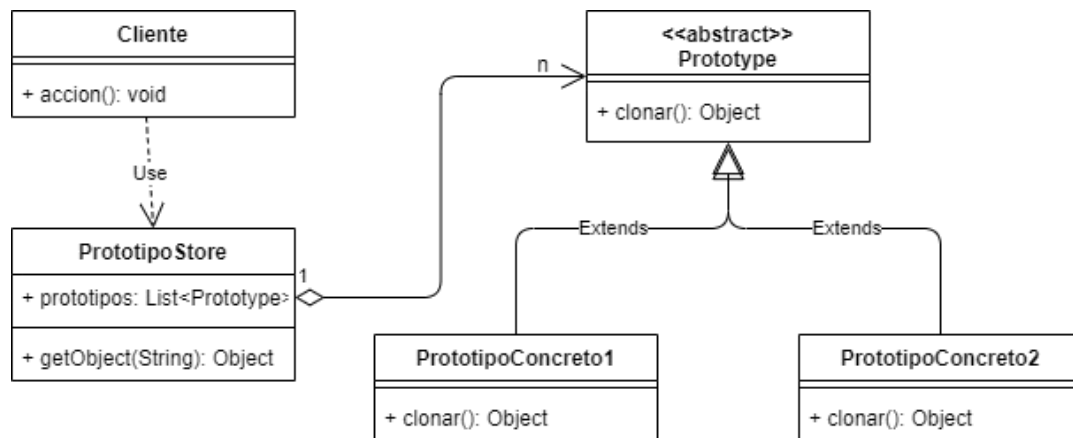 Cliente
+ accion(): void
Use
PrototipoStore
+ prototipos: List<Prototype>
+ getObject(String): Object
1
n
<<abstract>>
Prototype
+ clonar(): Object
Extends
Extends
PrototipoConcreto1
+ clonar(): Object
PrototipoConcreto2
+ clonar(): Object